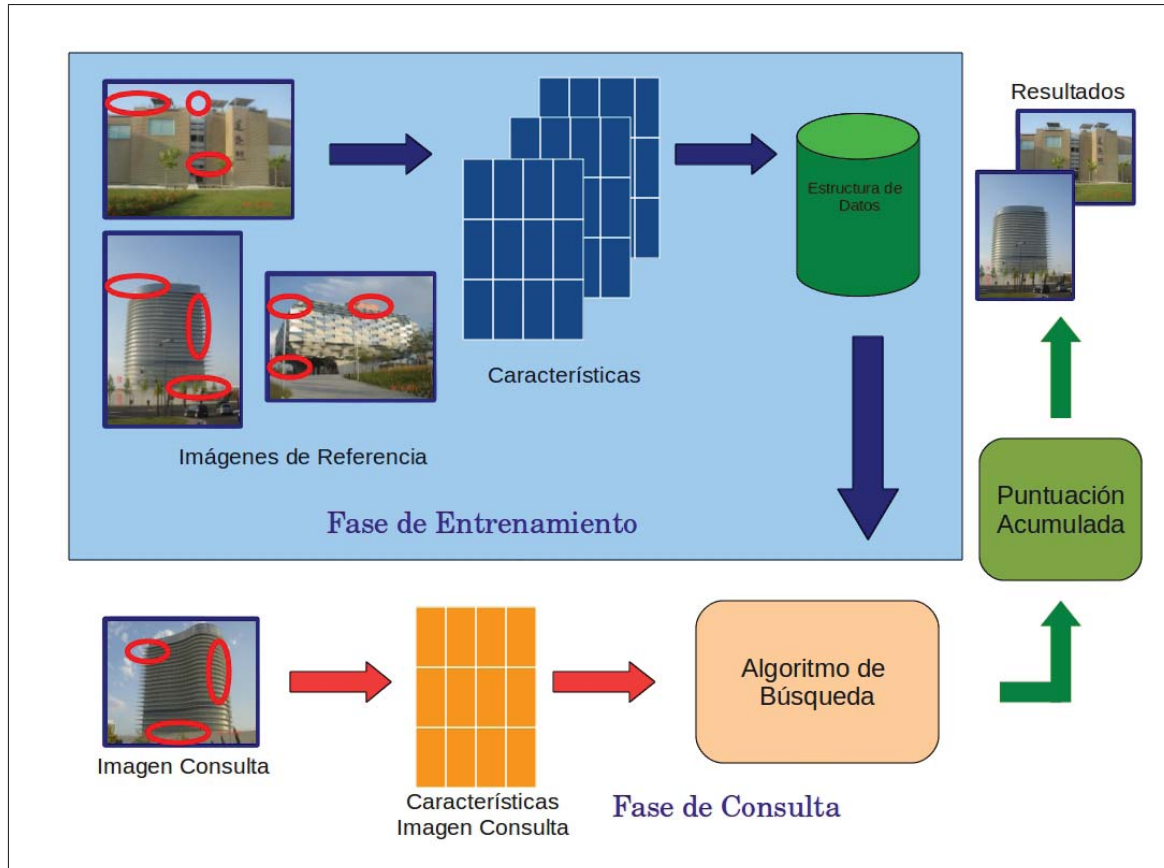 Resultados
Estructura de
Datos
Características
Imágenes de Referencia
Fase de Entrenamiento
Puntuación
Acumulada
Algoritmo de
Búsqueda
Imagen Consulta
Características
Imagen Consulta
Fase de Consulta